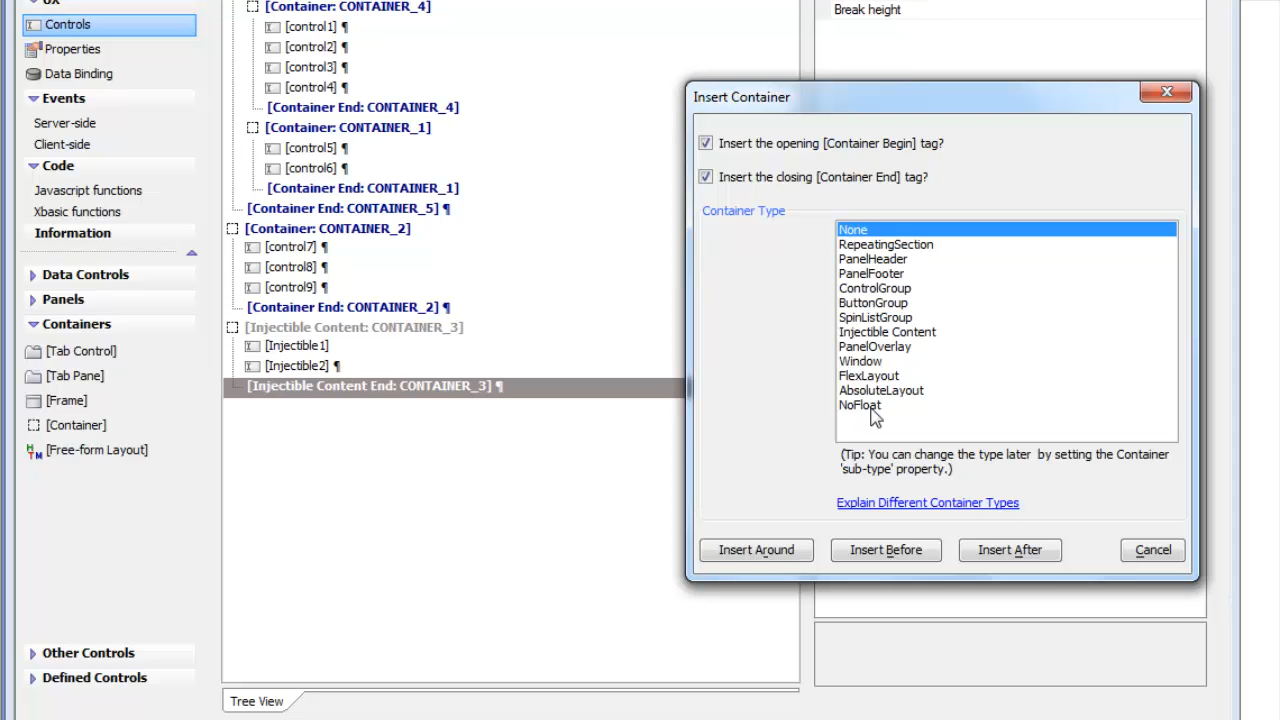 UX
Controls
Properties
Data Binding
Events
Server-side
Client-side
Code
Javascript functions
Xbasic functions
Information
Data Controls
Panels
Containers
[Tab Control]
[Tab Pane]
[Frame]
[Container]
[Free-form Layout]
Other Controls
Defined Controls
[Container: CONTAINER_4]
[control1] ¶
[control2] ¶
[control3] ¶
[control4] ¶
[Container End: CONTAINER_4]
[Container: CONTAINER_1]
[control5] ¶
[control6] ¶
[Container End: CONTAINER_1]
[Container End: CONTAINER_5] ¶
[Container: CONTAINER_2]
[control7] ¶
[control8] ¶
[control9] ¶
[Container End: CONTAINER_2] ¶
[Injectible Content: CONTAINER_3]
[Injectible1]
[Injectible2] ¶
[Injectible Content End: CONTAINER_3] ¶
Tree View
Break height
Insert Container
Insert the opening [Container Begin] tag?
Insert the closing [Container End] tag?
Container Type
None
RepeatingSection
PanelHeader
PanelFooter
ControlGroup
ButtonGroup
SpinListGroup
Injectible Content
PanelOverlay
Window
FlexLayout
AbsoluteLayout
NoFloat
(Tip: You can change the type later by setting the Container
'sub-type' property.)
Explain Different Container Types
Insert Around
Insert Before
Insert After
Cancel